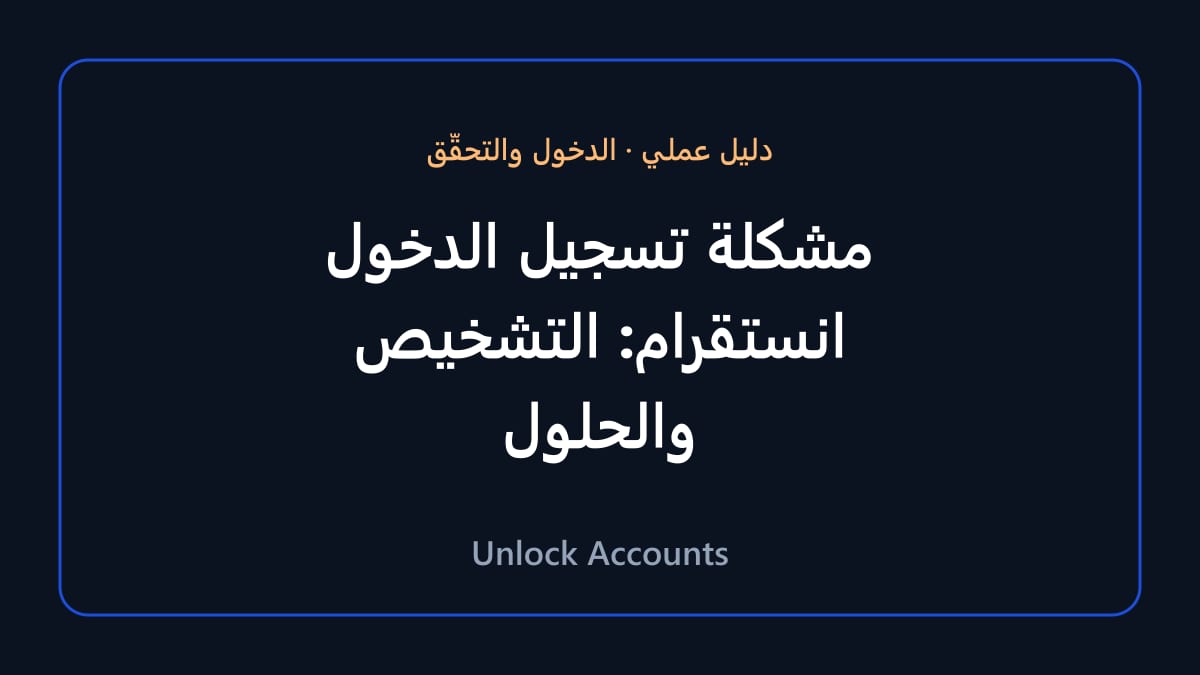 دليل عملي · الدخول والتحقّق
مشكلة تسجيل الدخول
انستقرام: التشخيص
والحلول
Unlock Accounts